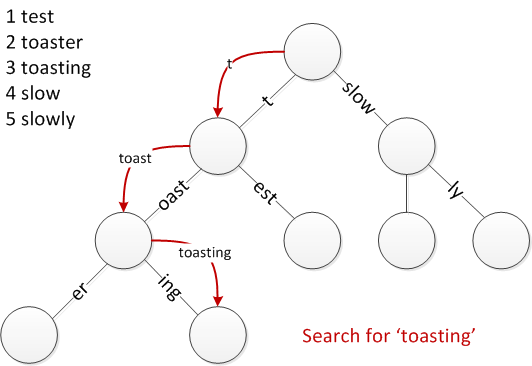 1 test
2 toaster
3 toasting
4 slow
5 slowly
t
t
slow
toast
oast
est
ly
toasting
er
ing
Search for ‘toasting’